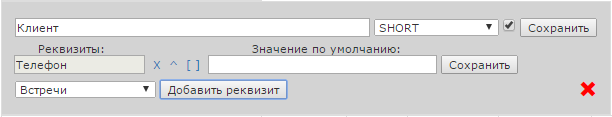 Клиент SHORT Сохранить
Реквизиты: Значение по умолчанию:
Телефон X ^ [ ] Сохранить
Встречи Добавить реквизит